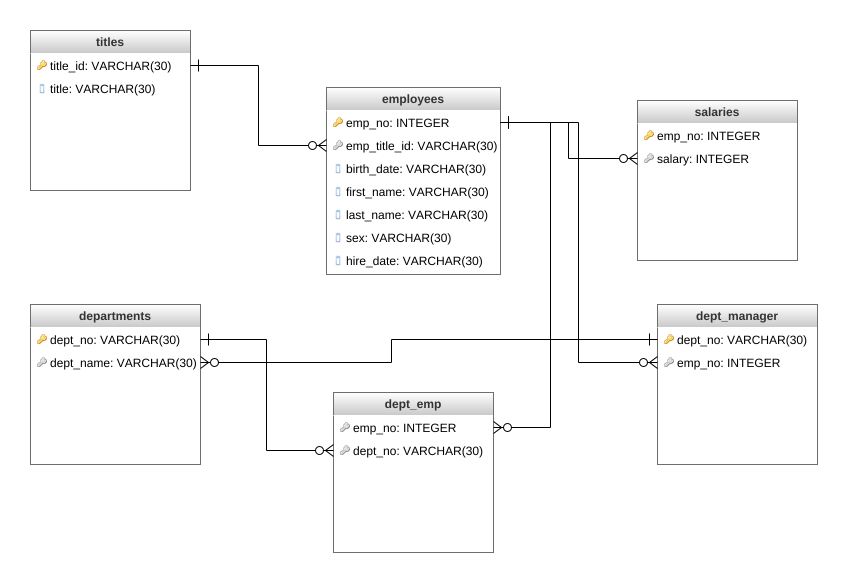 titles
title_id: VARCHAR(30)
title: VARCHAR(30)
employees
emp_no: INTEGER
emp_title_id: VARCHAR(30)
birth_date: VARCHAR(30)
first_name: VARCHAR(30)
last_name: VARCHAR(30)
sex: VARCHAR(30)
hire_date: VARCHAR(30)
salaries
emp_no: INTEGER
salary: INTEGER
departments
dept_no: VARCHAR(30)
dept_name: VARCHAR(30)
dept_emp
emp_no: INTEGER
dept_no: VARCHAR(30)
dept_manager
dept_no: VARCHAR(30)
emp_no: INTEGER